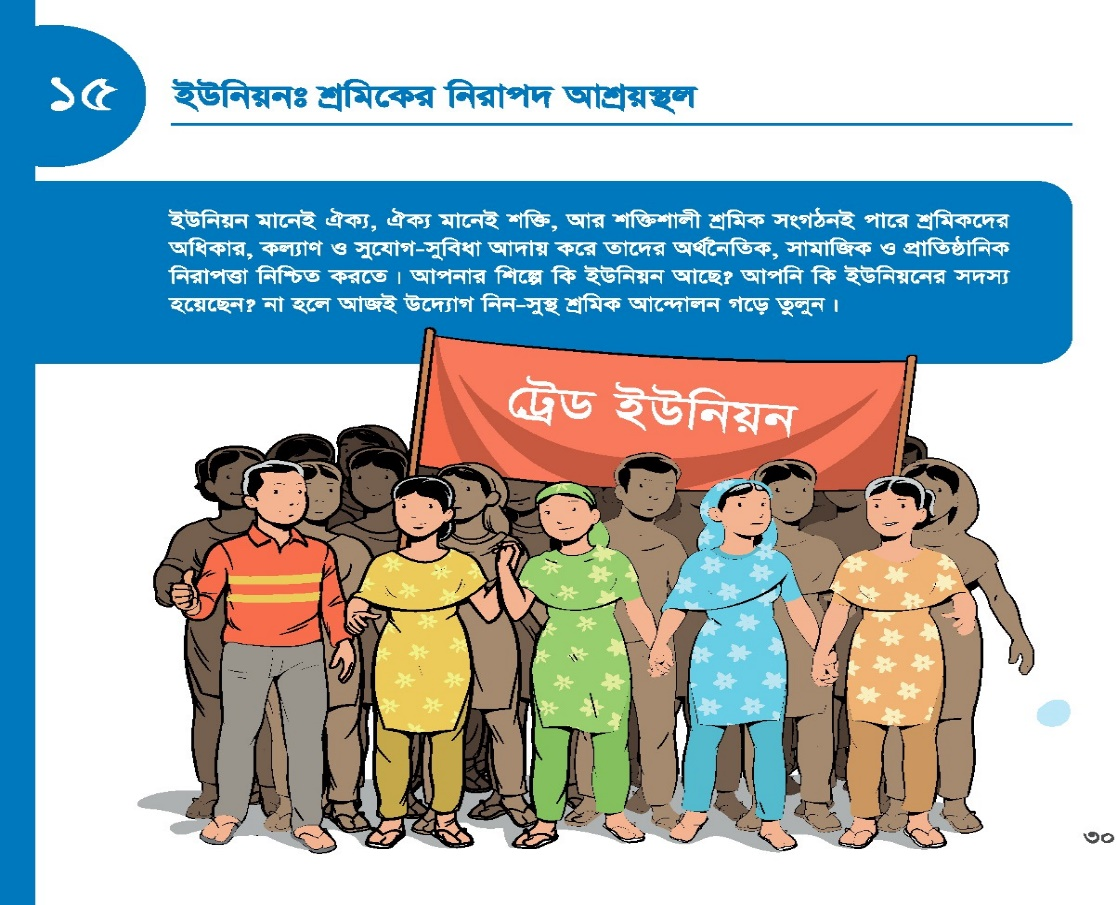 ১৫
ইউনিয়নঃ শ্রমিকের নিরাপদ আশ্রয়স্থল
ইউনিয়ন মানেই ঐক্য, ঐক্য মানেই শক্তি, আর শক্তিশালী শ্রমিক সংগঠনই পারে শ্রমিকদের
অধিকার, কল্যাণ ও সুযোগ-সুবিধা আদায় করে তাদের অর্থনৈতিক, সামাজিক ও প্রাতিষ্ঠানিক
নিরাপত্তা নিশ্চিত করতে। আপনার শিল্পে কি ইউনিয়ন আছে? আপনি কি ইউনিয়নের সদস্য
হয়েছেন? না হলে আজই উদ্যোগ নিন-সুস্থ শ্রমিক আন্দোলন গড়ে তুলুন।
ট্রেড ইউনিয়ন
৩০